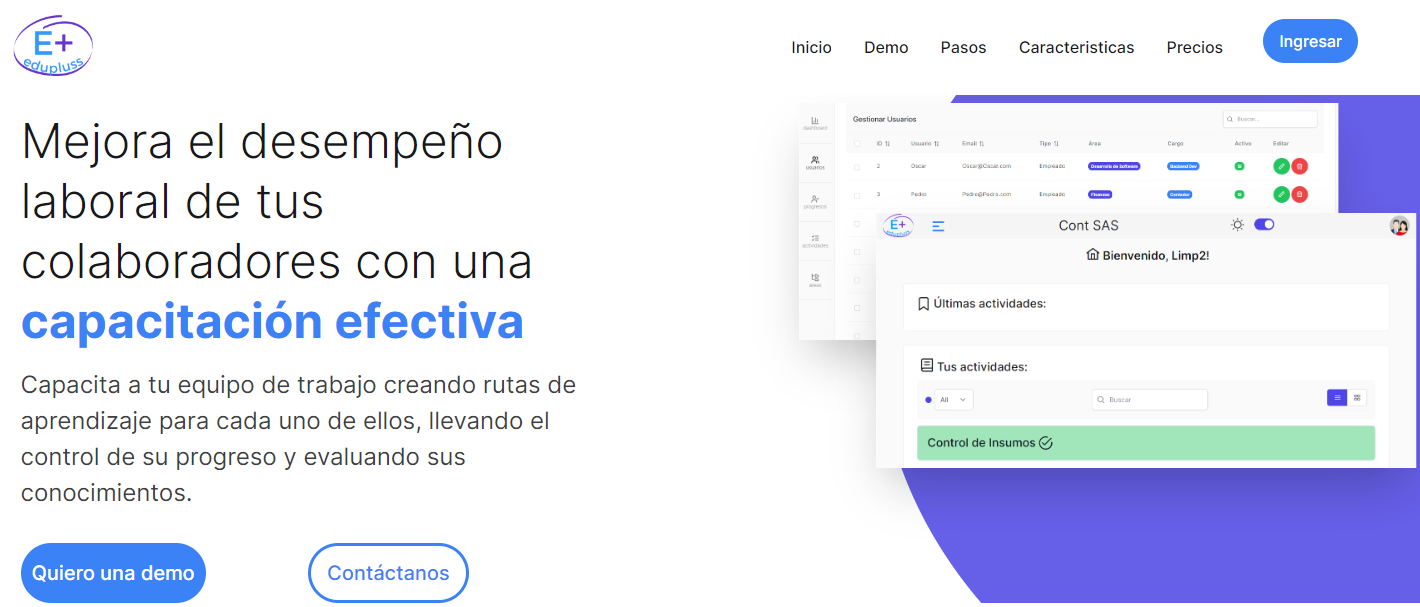 E+
edupluss
Inicio Demo Pasos Caracteristicas Precios Ingresar
Mejora el desempeño
laboral de tus
colaboradores con una
capacitación efectiva
Capacita a tu equipo de trabajo creando rutas de
aprendizaje para cada uno de ellos, llevando el
control de su progreso y evaluando sus
conocimientos.
Quiero una demo Contáctanos
dashboard
usuarios
progresos
actividades
areas
Gestionar Usuarios Buscar...
ID Usuario Email Tipo Area Cargo Activo Editar
2 Oscar Oscar@Oscar.com Empleado Desarrollo de Software Backend Dev
3 Pedro Pedro@Pedro.com Empleado Finanzas Contador
E+
edupluss
Cont SAS
Bienvenido, Limp2!
Últimas actividades:
Tus actividades:
All Buscar
Control de Insumos